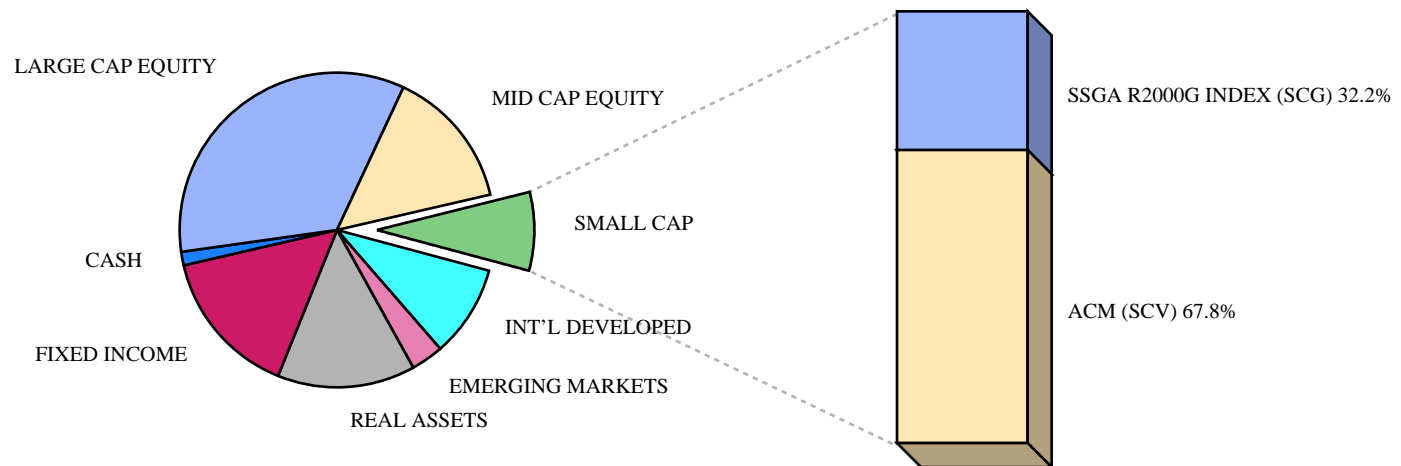 LARGE CAP EQUITY
MID CAP EQUITY
SSGA R2000G INDEX (SCG) 32.2%
SMALL CAP
CASH
ACM (SCV) 67.8%
INT'L DEVELOPED
FIXED INCOME
EMERGING MARKETS
REAL ASSETS